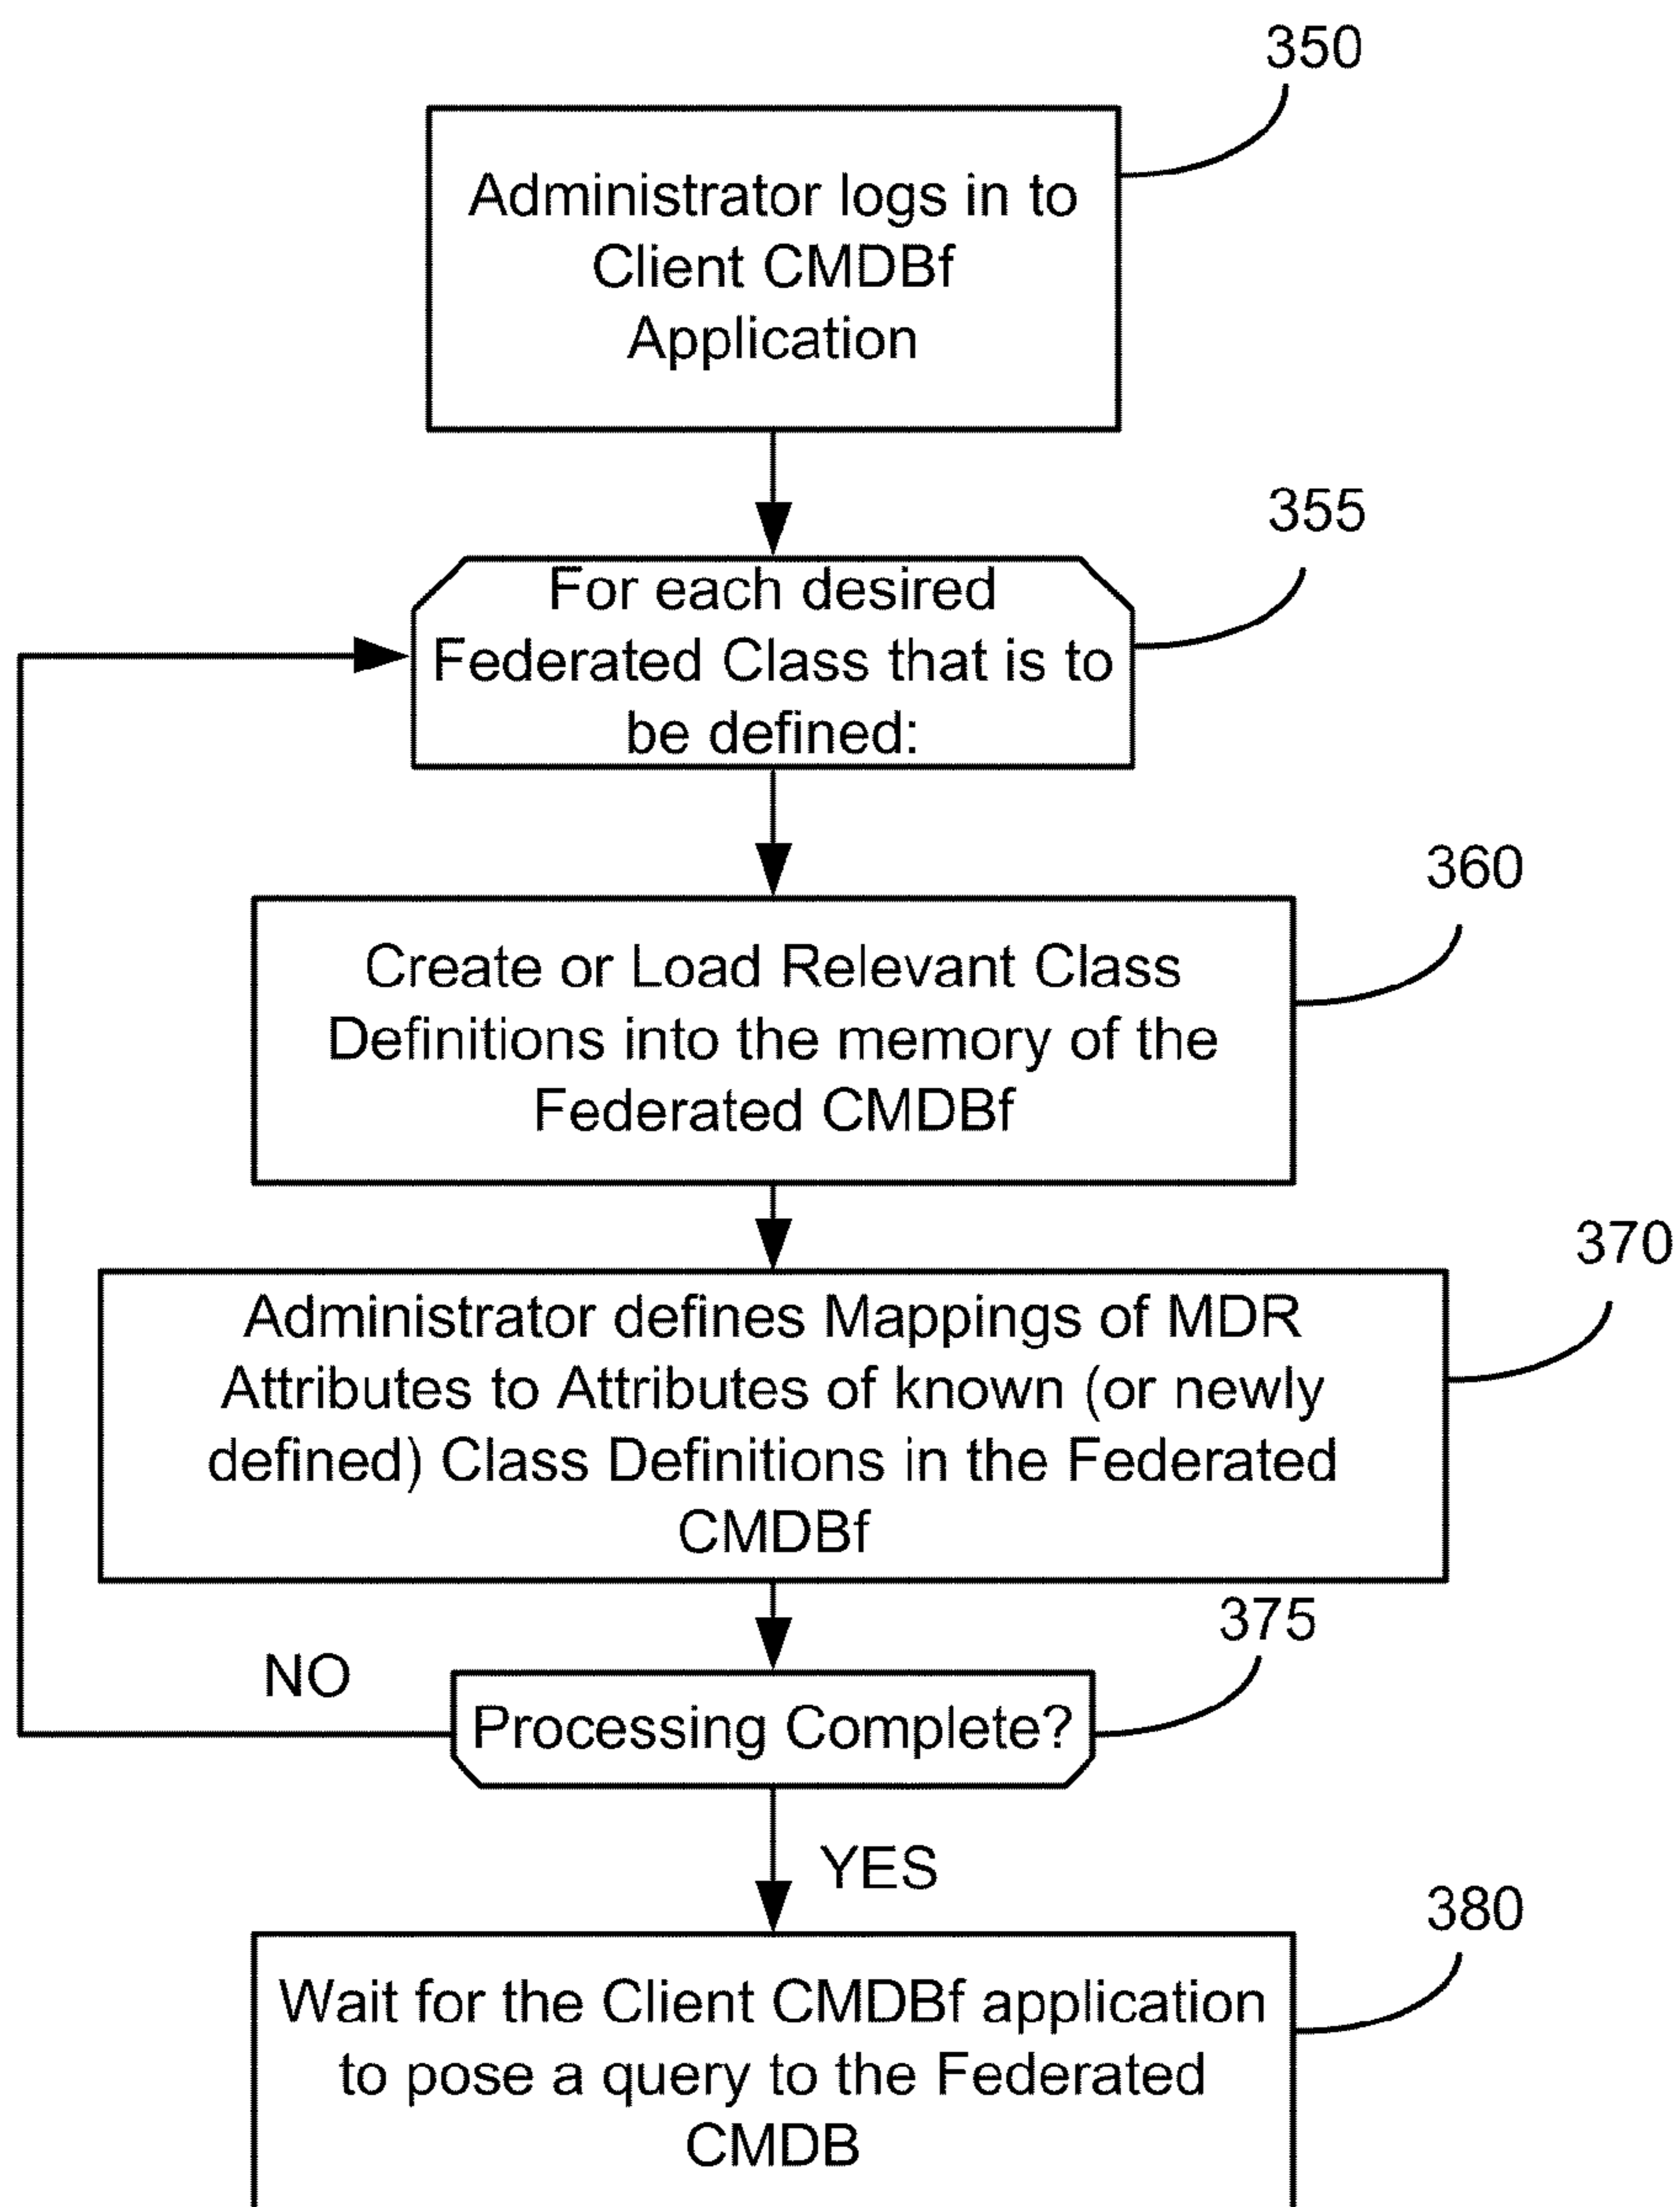 350
Administrator logs in to
Client CMDBf
Application
355
For each desired
Federated Class that is to
be defined:
360
Create or Load Relevant Class
Definitions into the memory of the
Federated CMDBf
370
Administrator defines Mappings of MDR
Attributes to Attributes of known (or newly
defined) Class Definitions in the Federated
CMDBf
375
NO
Processing Complete?
YES
380
Wait for the Client CMDBf application
to pose a query to the Federated
CMDB